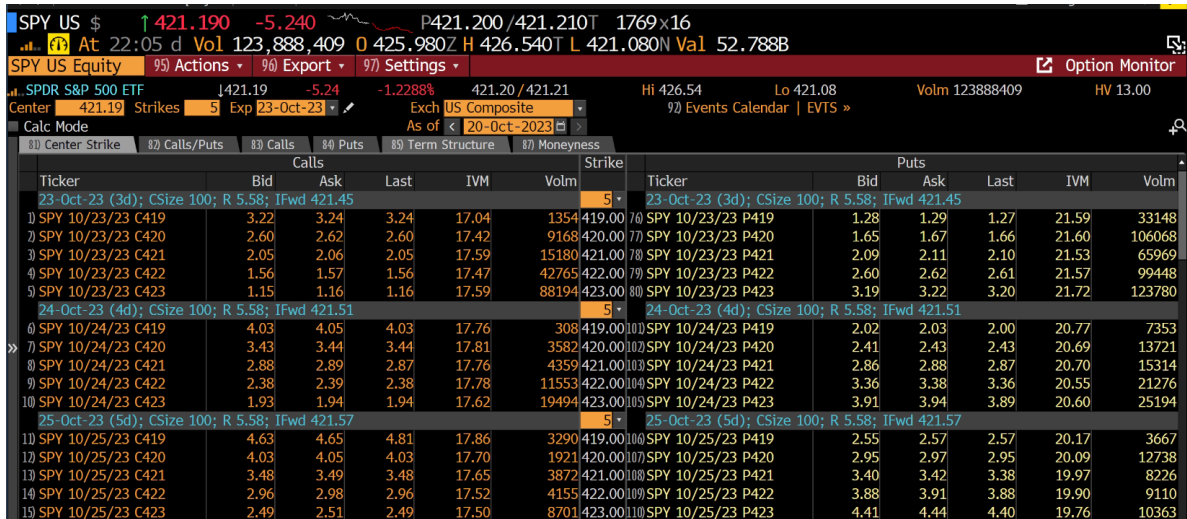 SPY US $ ↑421.190 -5.240 P421.200/421.210T 1769×16
At 22:05 d Vol 123,888,409 O 425.980Z H 426.540T L 421.080N Val 52.788B
SPY US Equity 95) Actions 96) Export 97) Settings Option Monitor
SPDR S&P 500 ETF ↓421.19 -5.24 -1.2288% 421.20/421.21 Hi 426.54 Lo 421.08 Volm 123888409 HV 13.00
Center 421.19 Strikes 5 Exp 23-Oct-23 Exch US Composite 92) Events Calendar | EVTS »
Calc Mode As of < 20-Oct-2023 >
81) Center Strike 82) Calls/Puts 83) Calls 84) Puts 85) Term Structure 87) Moneyness
Calls Strike Puts
Ticker Bid Ask Last IVM Volm Ticker Bid Ask Last IVM Volm
23-Oct-23 (3d); CSize 100; R 5.58; IFwd 421.45 5 23-Oct-23 (3d); CSize 100; R 5.58; IFwd 421.45
1) SPY 10/23/23 C419 3.22 3.24 3.24 17.04 1354 419.00 76) SPY 10/23/23 P419 1.28 1.29 1.27 21.59 33148
2) SPY 10/23/23 C420 2.60 2.62 2.60 17.42 9168 420.00 77) SPY 10/23/23 P420 1.65 1.67 1.66 21.60 106068
3) SPY 10/23/23 C421 2.05 2.06 2.05 17.59 15180 421.00 78) SPY 10/23/23 P421 2.09 2.11 2.10 21.53 65969
4) SPY 10/23/23 C422 1.56 1.57 1.56 17.47 42765 422.00 79) SPY 10/23/23 P422 2.60 2.62 2.61 21.57 99448
5) SPY 10/23/23 C423 1.15 1.16 1.16 17.59 88194 423.00 80) SPY 10/23/23 P423 3.19 3.22 3.20 21.72 123780
24-Oct-23 (4d); CSize 100; R 5.58; IFwd 421.51 5 24-Oct-23 (4d); CSize 100; R 5.58; IFwd 421.51
6) SPY 10/24/23 C419 4.03 4.05 4.03 17.76 308 419.00 101) SPY 10/24/23 P419 2.02 2.03 2.00 20.77 7353
» 7) SPY 10/24/23 C420 3.43 3.44 3.44 17.81 3582 420.00 102) SPY 10/24/23 P420 2.41 2.43 2.43 20.69 13721
8) SPY 10/24/23 C421 2.88 2.89 2.87 17.76 4359 421.00 103) SPY 10/24/23 P421 2.86 2.88 2.87 20.70 15314
9) SPY 10/24/23 C422 2.38 2.39 2.38 17.78 11553 422.00 104) SPY 10/24/23 P422 3.36 3.38 3.36 20.55 21276
10) SPY 10/24/23 C423 1.93 1.94 1.94 17.62 19494 423.00 105) SPY 10/24/23 P423 3.91 3.94 3.89 20.60 25194
25-Oct-23 (5d); CSize 100; R 5.58; IFwd 421.57 5 25-Oct-23 (5d); CSize 100; R 5.58; IFwd 421.57
11) SPY 10/25/23 C419 4.63 4.65 4.81 17.86 3290 419.00 106) SPY 10/25/23 P419 2.55 2.57 2.57 20.17 3667
12) SPY 10/25/23 C420 4.03 4.05 4.03 17.70 1921 420.00 107) SPY 10/25/23 P420 2.95 2.97 2.95 20.09 12738
13) SPY 10/25/23 C421 3.48 3.49 3.48 17.65 3872 421.00 108) SPY 10/25/23 P421 3.40 3.42 3.38 19.97 8226
14) SPY 10/25/23 C422 2.96 2.98 2.96 17.52 4155 422.00 109) SPY 10/25/23 P422 3.88 3.91 3.88 19.90 9110
15) SPY 10/25/23 C423 2.49 2.51 2.49 17.50 8701 423.00 110) SPY 10/25/23 P423 4.41 4.44 4.40 19.76 10363